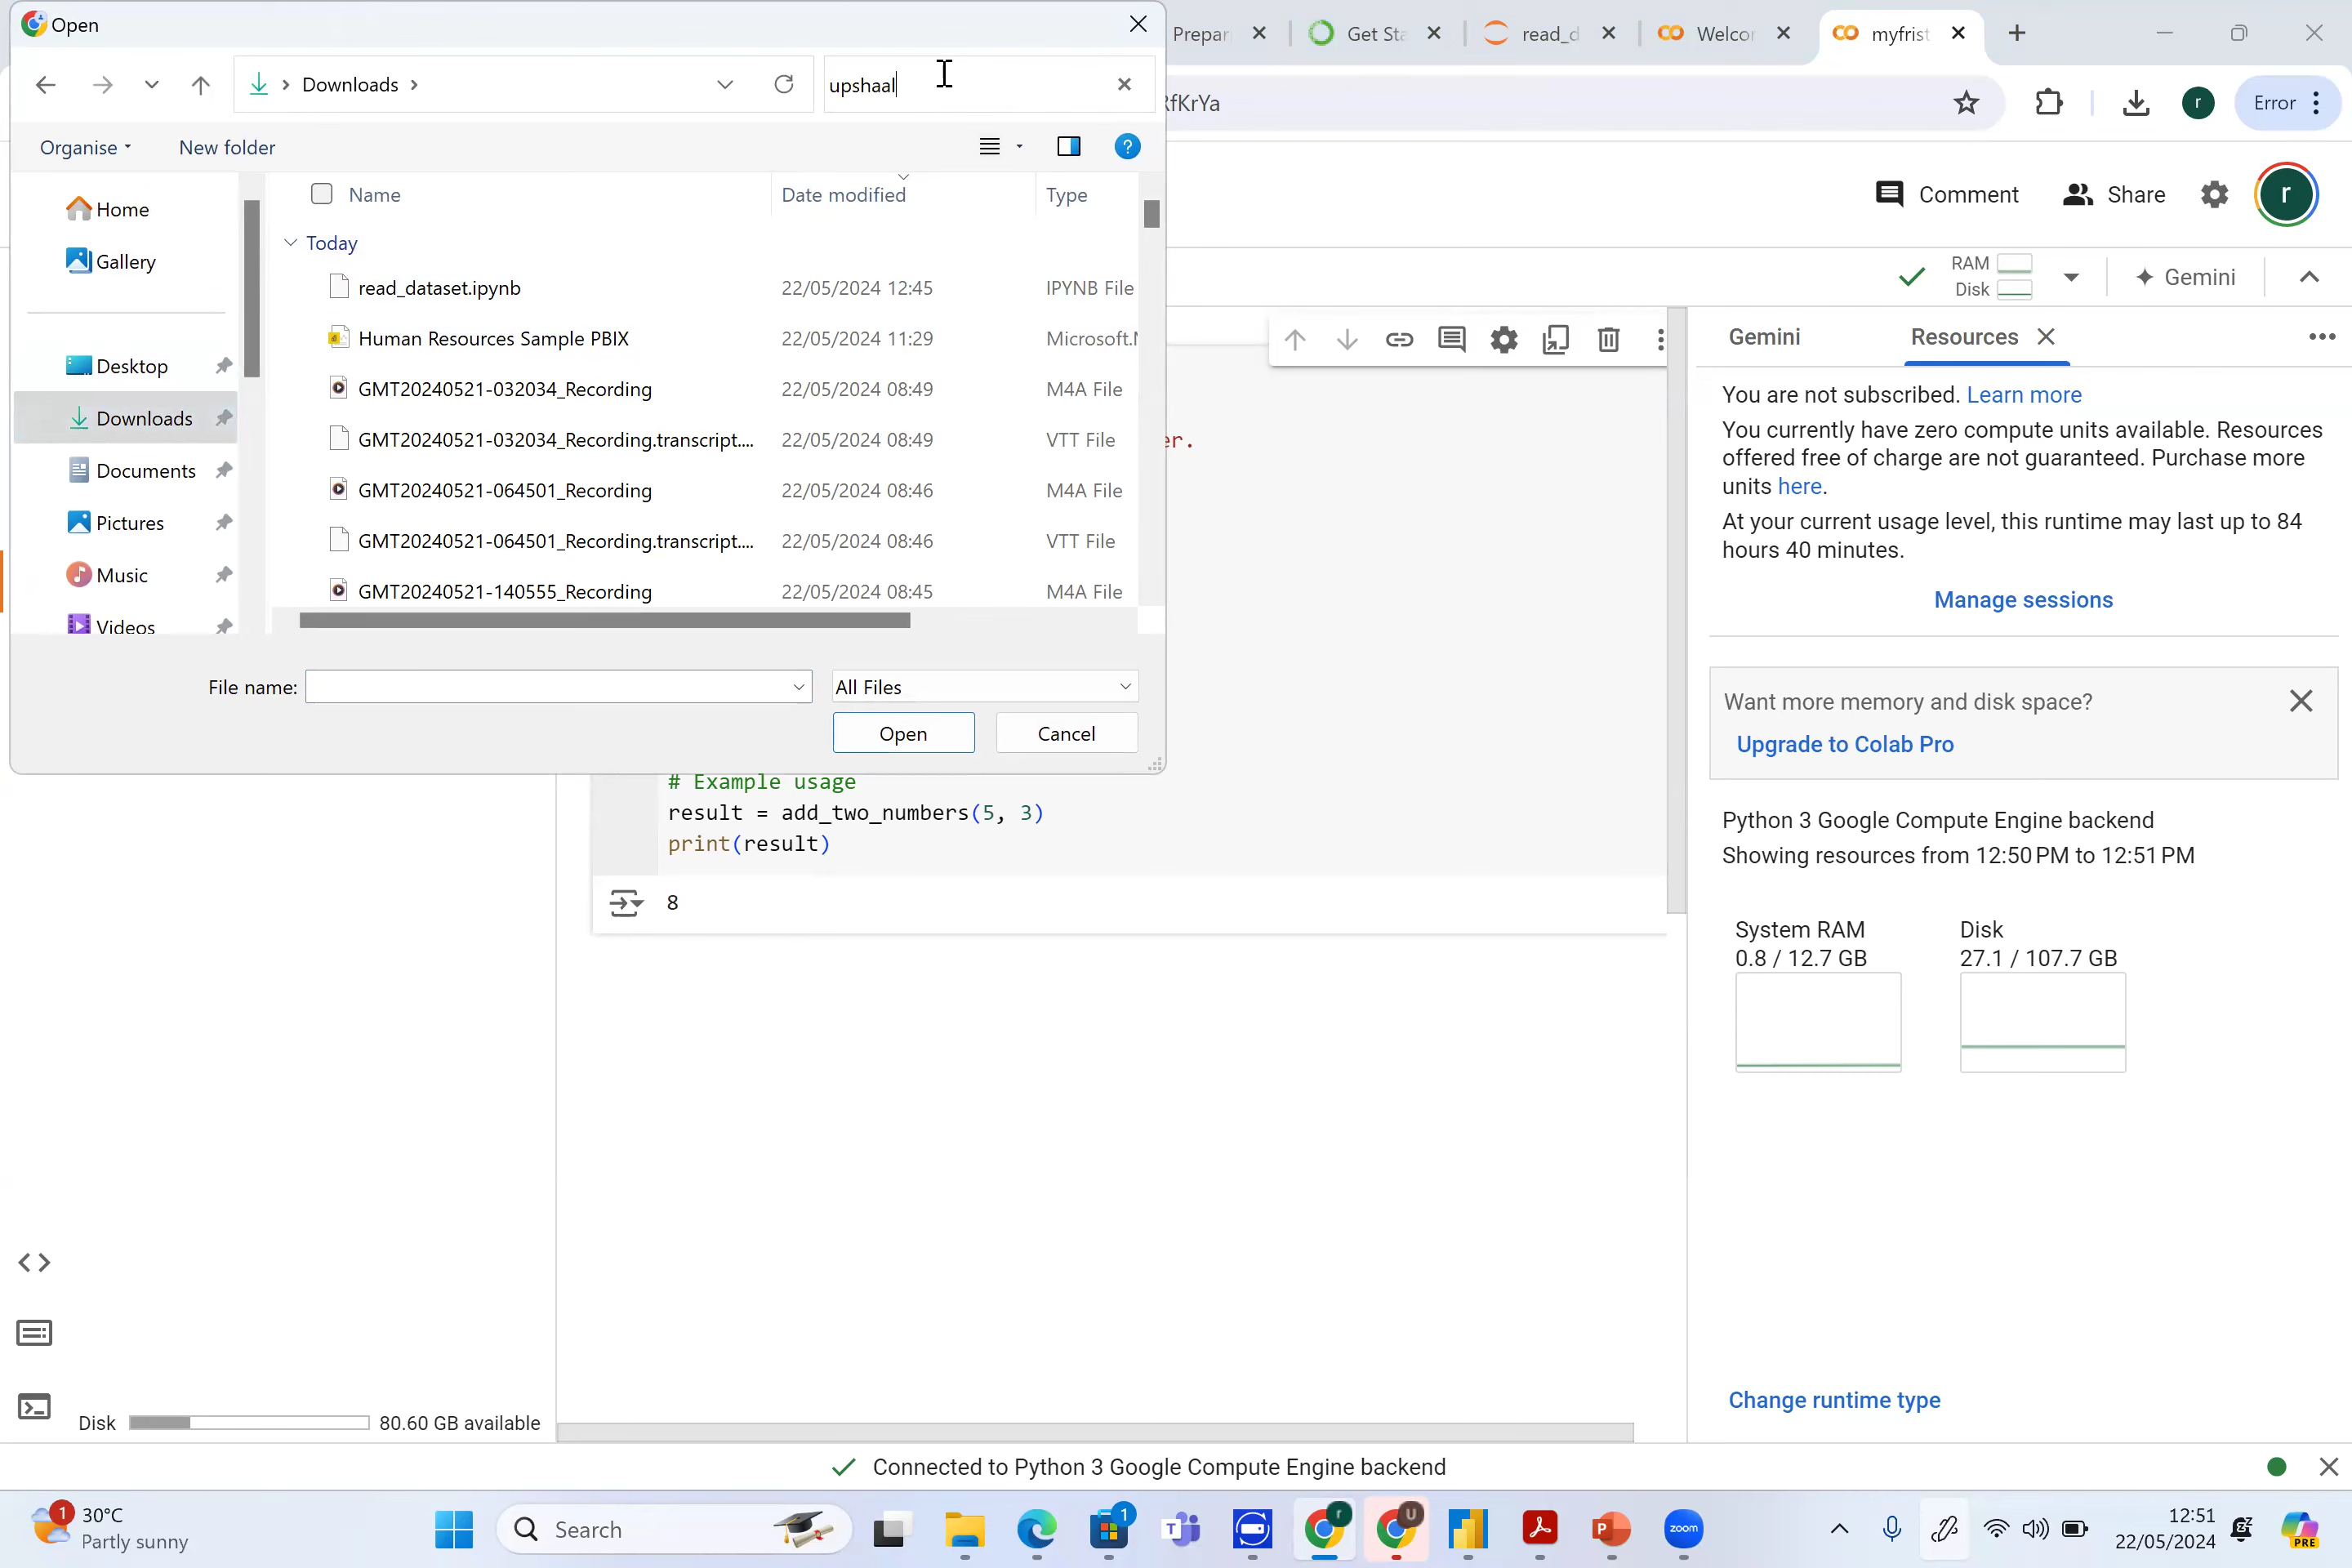 Open
Prepar
Get Sta
read_d
Welcor
myfrist
Downloads
upshaal
fKrYa
r
Error
Organise
New folder
?
Comment
Share
r
Name
Date modified
Type
Home
Gallery
Desktop
Downloads
Documents
Pictures
Music
Videos
Today
read_dataset.ipynb 22/05/2024 12:45 IPYNB File
Human Resources Sample PBIX 22/05/2024 11:29 Microsoft.M
GMT20240521-032034_Recording 22/05/2024 08:49 M4A File
GMT20240521-032034_Recording.transcript.... 22/05/2024 08:49 VTT File
GMT20240521-064501_Recording 22/05/2024 08:46 M4A File
GMT20240521-064501_Recording.transcript.... 22/05/2024 08:46 VTT File
GMT20240521-140555_Recording 22/05/2024 08:45 M4A File
File name:
All Files
Open
Cancel
RAM
Disk
Gemini
er.
# Example usage
result = add_two_numbers(5, 3)
print(result)
8
Gemini
Resources
You are not subscribed. Learn more
You currently have zero compute units available. Resources
offered free of charge are not guaranteed. Purchase more
units here.
At your current usage level, this runtime may last up to 84
hours 40 minutes.
Manage sessions
Want more memory and disk space?
Upgrade to Colab Pro
Python 3 Google Compute Engine backend
Showing resources from 12:50 PM to 12:51 PM
System RAM
0.8 / 12.7 GB
Disk
27.1 / 107.7 GB
Change runtime type
Disk
80.60 GB available
Connected to Python 3 Google Compute Engine backend
1
30°C
Partly sunny
Search
1
T
r
U
P
zoom
12:51
22/05/2024
PRE